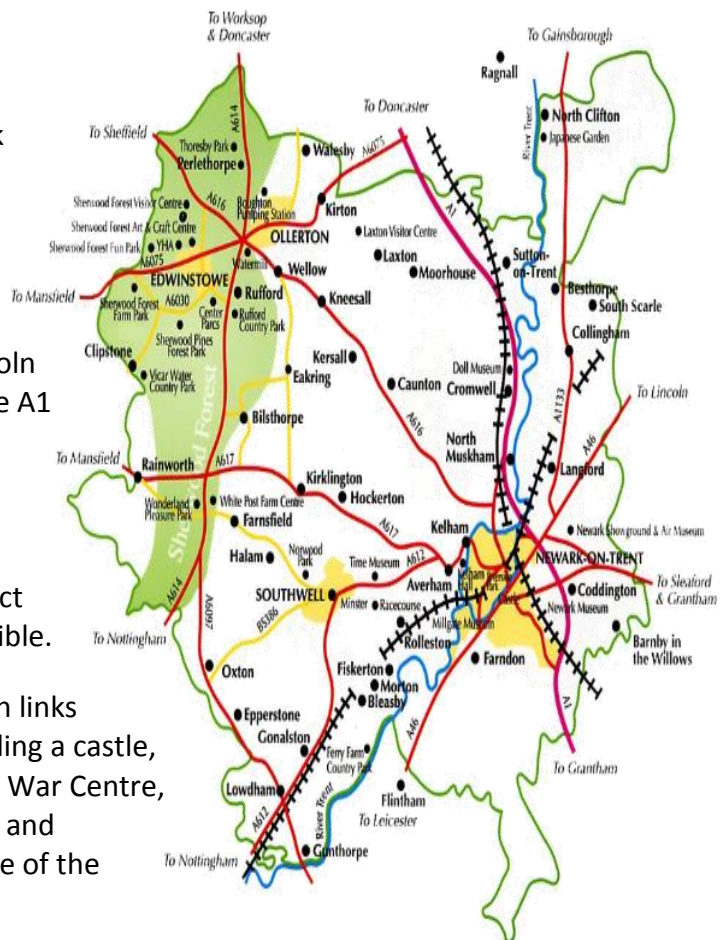 To Worksop
& Doncaster
To Gainsborough
Ragnall
To Doncaster
A614
River Trent
North Clifton
Japanese Garden
k
To Sheffield
Thoresby Park
Perlethorpe
Walesby
A6075
A616
Sherwood Forest Visitor Centre
Boughton
Pumping Station
Kirton
A1
Sherwood Forest Art & Craft Centre
Sherwood Forest Fun Park
YHA
OLLERTON
Laxton Visitor Centre
Laxton
Moorhouse
Sutton-
on-Trent
A6075
Watermill
Wellow
EDWINSTOWE
To Mansfield
Sherwood Forest
Farm Park
A6030
Center
Parcs
Rufford
Rufford
Country Park
Kneesall
Besthorpe
South Scarle
Sherwood Pines
Forest Park
Collingham
oln
Clipstone
Vicar Water
Country Park
Kersall
Eakring
Caunton
Doll Museum
Cromwell
To Lincoln
e A1
Bilsthorpe
A616
A1133
A46
North
Muskham
Sherwood Forest
To Mansfield
Rainworth
A617
Kirklington
Langford
Wonderland
Pleasure Park
White Post Farm Centre
Hockerton
Farnsfield
A617
Kelham
Newark Showground & Air Museum
Halam
Norwood
Park
Time Museum
A612
NEWARK-ON-TRENT
ct
A614
A6097
SOUTHWELL
Averham
To Sleaford
& Grantham
Coddington
Minster
Racecourse
Newark Museum
Millgate Museum
ible.
To Nottingham
B5386
Rolleston
Barnby in
the Willows
Oxton
Fiskerton
Farndon
Morton
Bleasby
n links
A46
A1
Epperstone
Gonalston
ding a castle,
Ferry Farm
Country Park
To Grantham
War Centre,
Lowdham
Flintham
and
A612
River Trent
To Leicester
e of the
To Nottingham
Gunthorpe